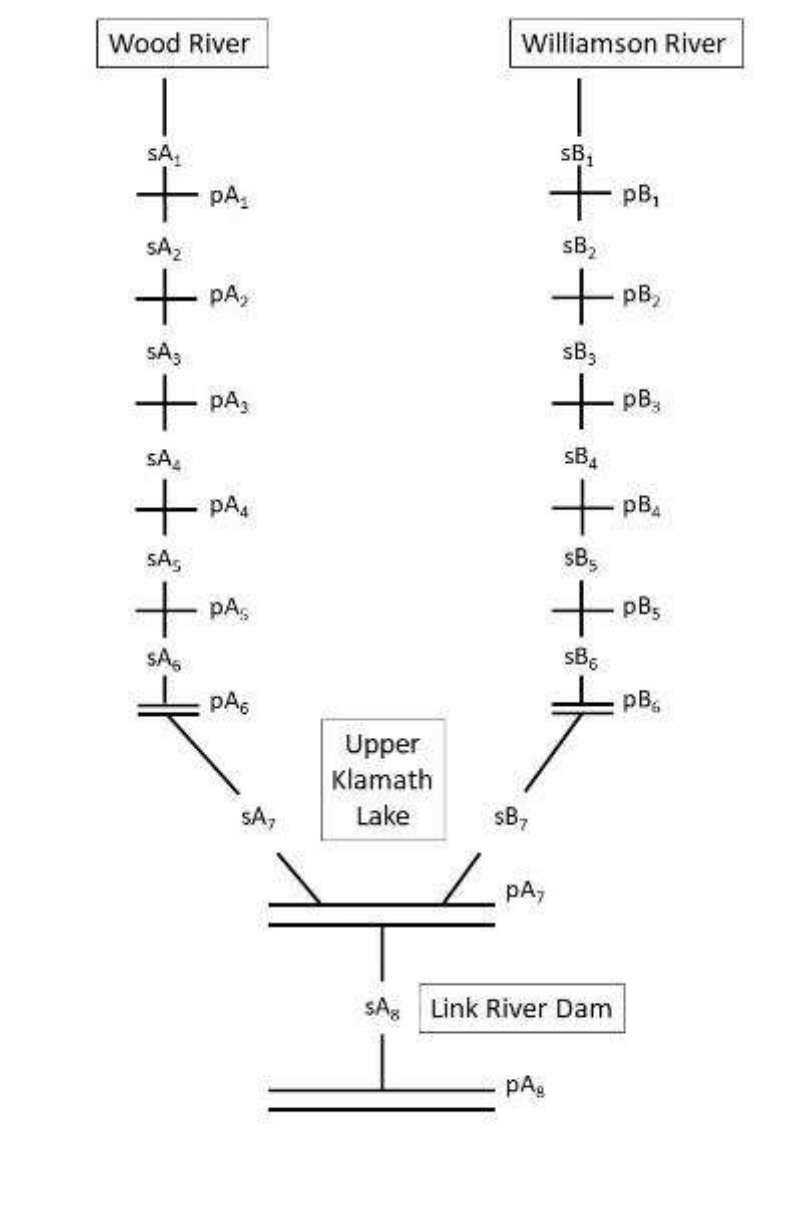 Wood River
Williamson River
sA₁
sB₁
pA₁
pB₁
sA₂
sB₂
pA₂
pB₂
sA₃
sB₃
pA₃
pB₃
sA₄
sB₄
pA₄
pB₄
sA₅
sB₅
pA₅
pB₅
sA₆
sB₆
pA₆
pB₆
Upper
Klamath
Lake
sA₇
sB₇
pA₇
sA₈
Link River Dam
pA₈